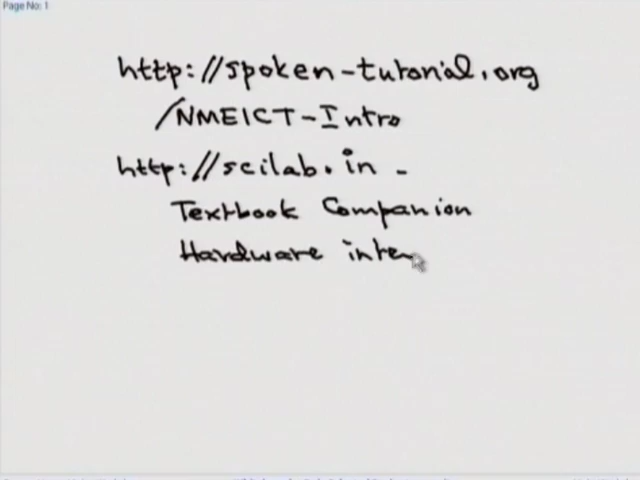 Page No: 1
http://spoken-tutorial.org
/NMEICT-Intro
http://scilab.in -
Textbook Companion
Hardware inte